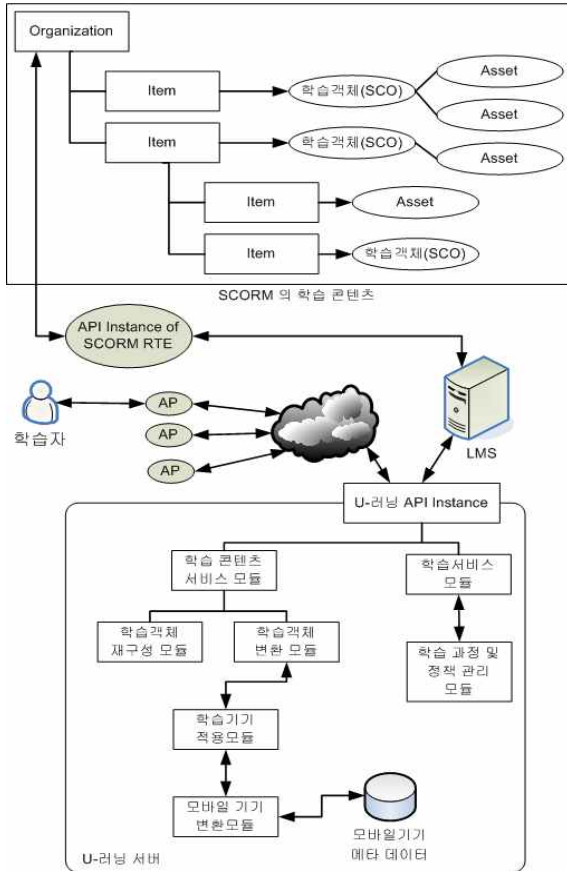 Organization
Item
학습객체(SCO)
Asset
Asset
Item
학습객체(SCO)
Asset
Item
Asset
Item
학습객체(SCO)
SCORM 의 학습 콘텐츠
API Instance of
SCORM RTE
학습자
AP
AP
AP
LMS
U-러닝 API Instance
학습 콘텐츠
서비스 모듈
학습서비스
모듈
학습객체
재구성 모듈
학습객체
변환 모듈
학습 과정 및
정책 관리
모듈
학습기기
적용모듈
모바일 기기
변환모듈
모바일기기
메타 데이터
U-러닝 서버